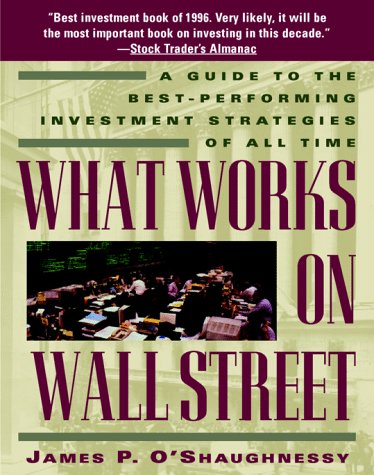 "Best investment book of 1996. Very likely, it will be
the most important book on investing in this decade."
—Stock Trader's Almanac
A GUIDE TO THE
BEST-PERFORMING
INVESTMENT STRATEGIES
OF ALL TIME
WHAT WORKS
ON
WALL STREET
JAMES P. O'SHAUGHNESSY